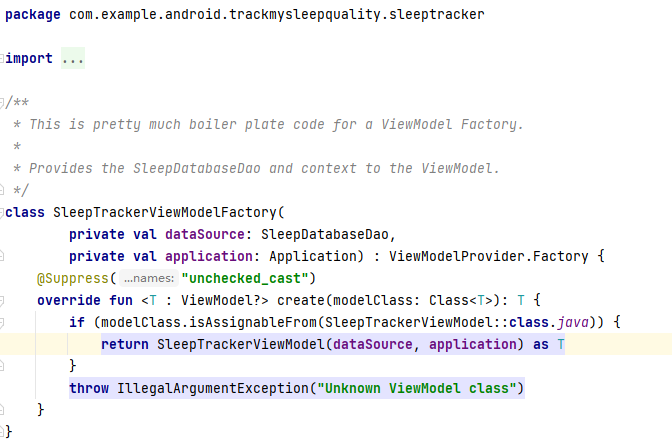 package com.example.android.trackmysleepquality.sleeptracker
import ...
/**
* This is pretty much boiler plate code for a ViewModel Factory.
*
* Provides the SleepDatabaseDao and context to the ViewModel.
*/
class SleepTrackerViewModelFactory(
private val dataSource: SleepDatabaseDao,
private val application: Application) : ViewModelProvider.Factory {
@Suppress( ...names: "unchecked_cast")
override fun <T : ViewModel?> create(modelClass: Class<T>): T {
if (modelClass.isAssignableFrom(SleepTrackerViewModel::class.java)) {
return SleepTrackerViewModel(dataSource, application) as T
}
throw IllegalArgumentException("Unknown ViewModel class")
}
}